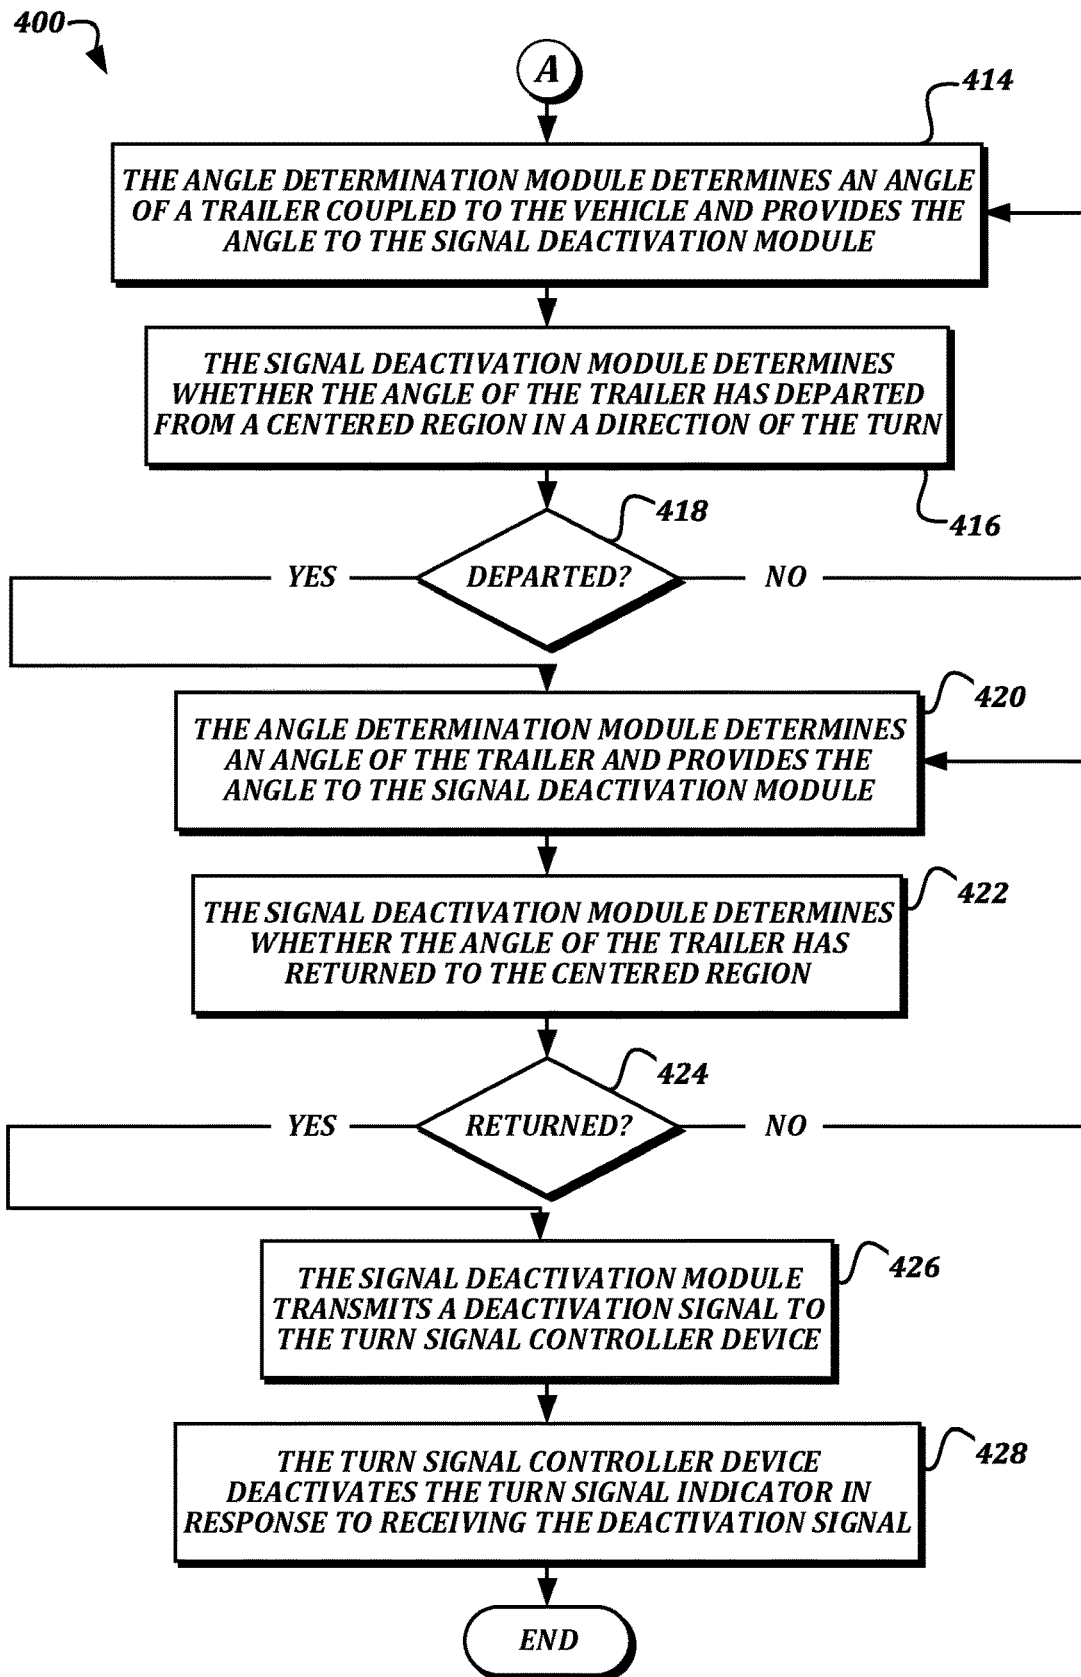 400
A
414
THE ANGLE DETERMINATION MODULE DETERMINES AN ANGLE
OF A TRAILER COUPLED TO THE VEHICLE AND PROVIDES THE
ANGLE TO THE SIGNAL DEACTIVATION MODULE
THE SIGNAL DEACTIVATION MODULE DETERMINES
WHETHER THE ANGLE OF THE TRAILER HAS DEPARTED
FROM A CENTERED REGION IN A DIRECTION OF THE TURN
416
418
YES
DEPARTED?
NO
420
THE ANGLE DETERMINATION MODULE DETERMINES
AN ANGLE OF THE TRAILER AND PROVIDES THE
ANGLE TO THE SIGNAL DEACTIVATION MODULE
422
THE SIGNAL DEACTIVATION MODULE DETERMINES
WHETHER THE ANGLE OF THE TRAILER HAS
RETURNED TO THE CENTERED REGION
424
YES
RETURNED?
NO
426
THE SIGNAL DEACTIVATION MODULE
TRANSMITS A DEACTIVATION SIGNAL TO
THE TURN SIGNAL CONTROLLER DEVICE
428
THE TURN SIGNAL CONTROLLER DEVICE
DEACTIVATES THE TURN SIGNAL INDICATOR IN
RESPONSE TO RECEIVING THE DEACTIVATION SIGNAL
END